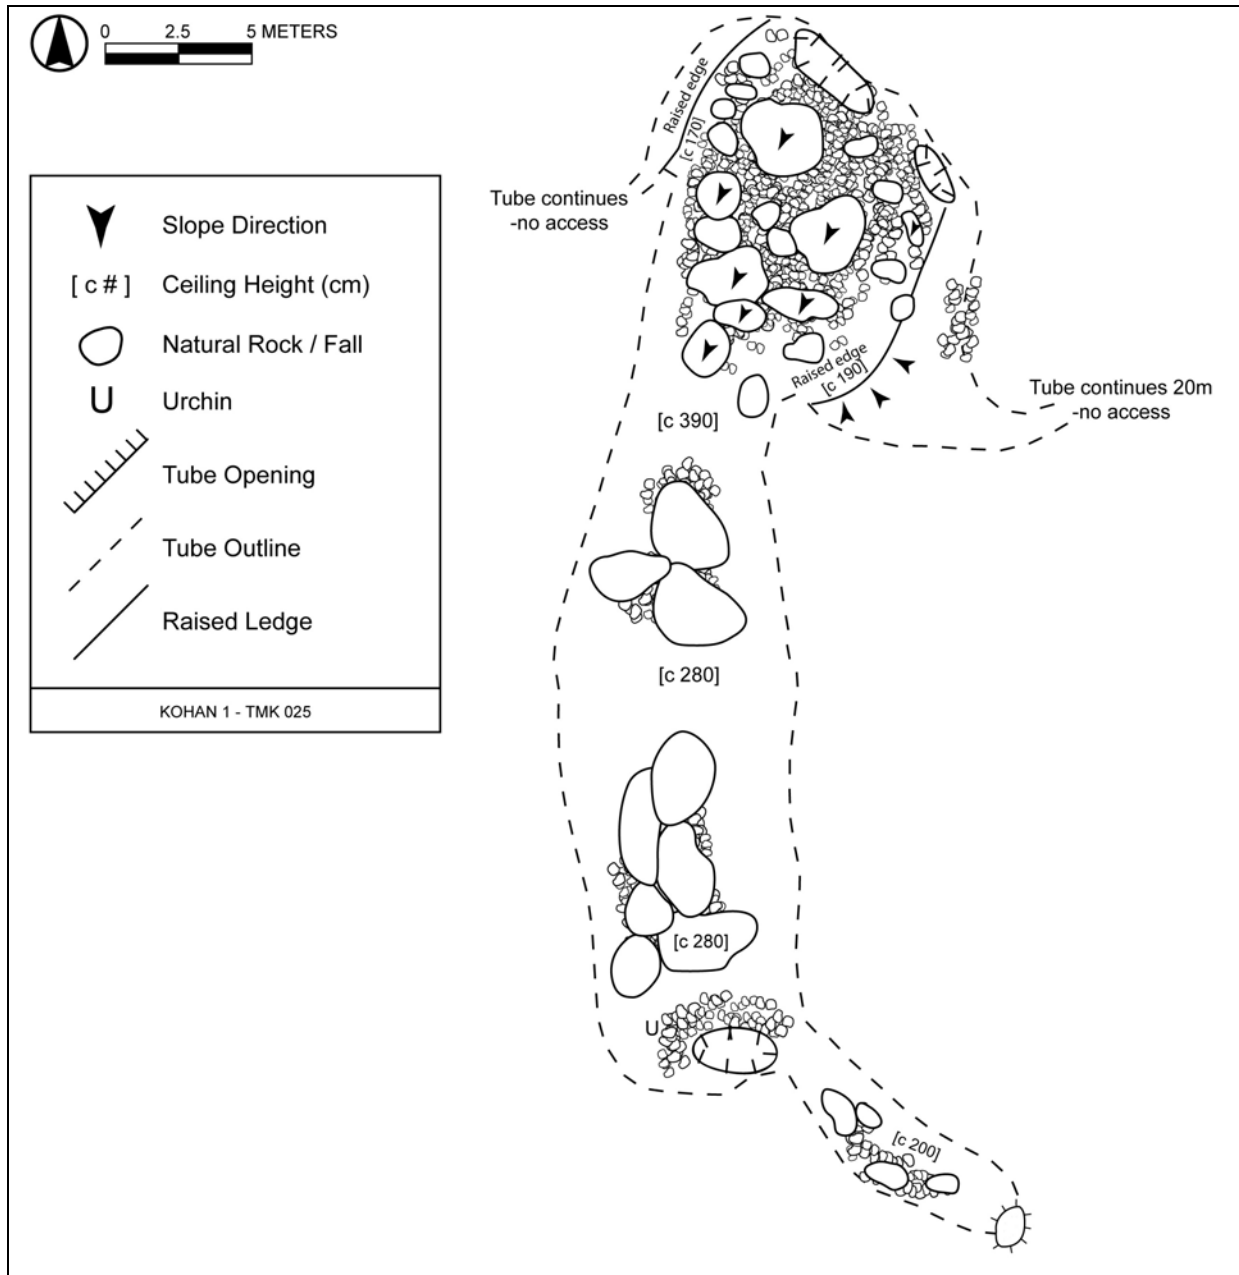 0 2.5 5 METERS
Slope Direction
[ c # ] Ceiling Height (cm)
Natural Rock / Fall
U Urchin
Tube Opening
Tube Outline
Raised Ledge
KOHAN 1 - TMK 025
Raised edge
[c 170]
Tube continues
-no access
Raised edge
[c 190]
Tube continues 20m
-no access
[c 390]
[c 280]
[c 280]
U
[c 200]